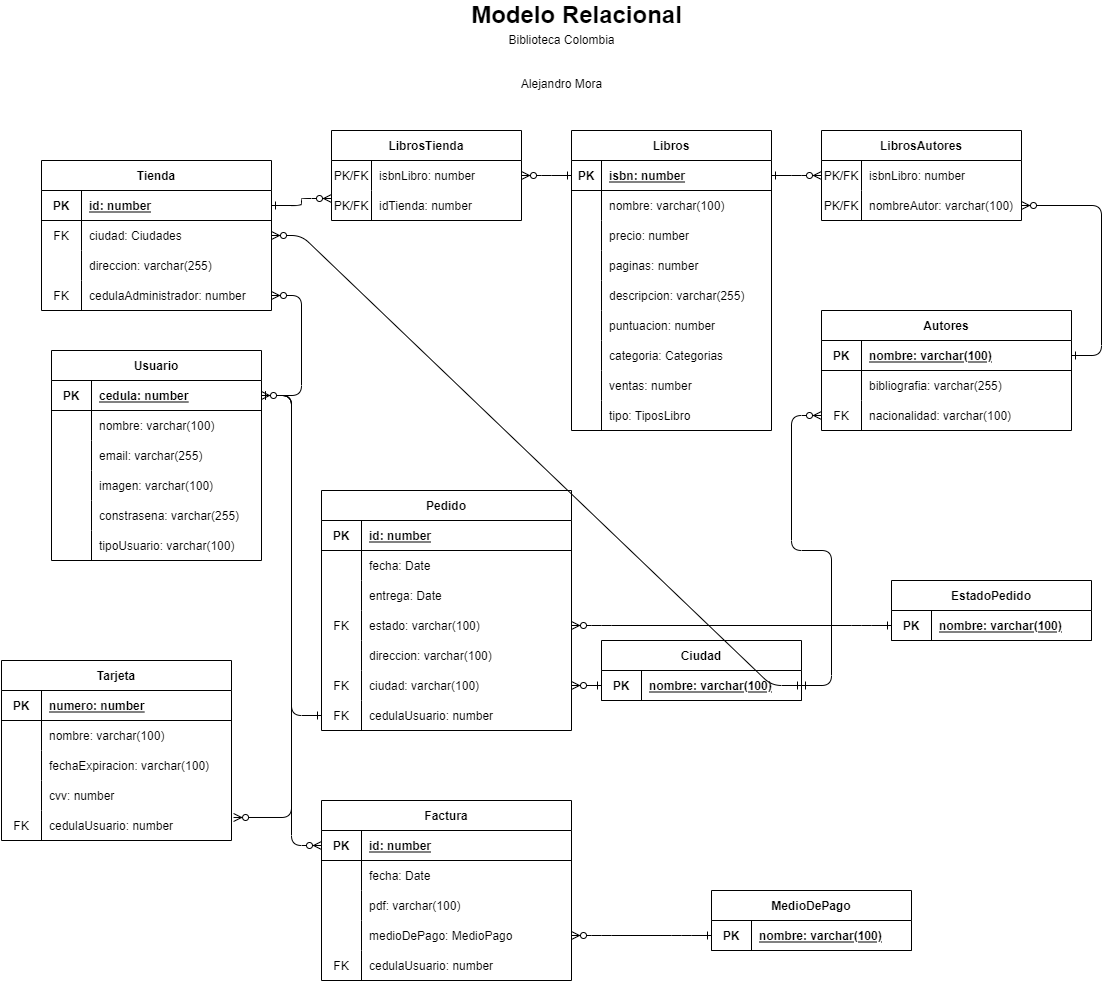 Modelo Relacional
Biblioteca Colombia
Alejandro Mora
LibrosTienda
PK/FK isbnLibro: number
PK/FK idTienda: number
Libros
PK isbn: number
nombre: varchar(100)
precio: number
paginas: number
descripcion: varchar(255)
puntuacion: number
categoria: Categorias
ventas: number
tipo: TiposLibro
LibrosAutores
PK/FK isbnLibro: number
PK/FK nombreAutor: varchar(100)
Tienda
PK id: number
FK ciudad: Ciudades
direccion: varchar(255)
FK cedulaAdministrador: number
Autores
PK nombre: varchar(100)
bibliografia: varchar(255)
FK nacionalidad: varchar(100)
Usuario
PK cedula: number
nombre: varchar(100)
email: varchar(255)
imagen: varchar(100)
constrasena: varchar(255)
tipoUsuario: varchar(100)
Pedido
PK id: number
fecha: Date
entrega: Date
FK estado: varchar(100)
direccion: varchar(100)
FK ciudad: varchar(100)
FK cedulaUsuario: number
EstadoPedido
PK nombre: varchar(100)
Ciudad
PK nombre: varchar(100)
Tarjeta
PK numero: number
nombre: varchar(100)
fechaExpiracion: varchar(100)
cvv: number
FK cedulaUsuario: number
Factura
PK id: number
fecha: Date
pdf: varchar(100)
medioDePago: MedioPago
FK cedulaUsuario: number
MedioDePago
PK nombre: varchar(100)